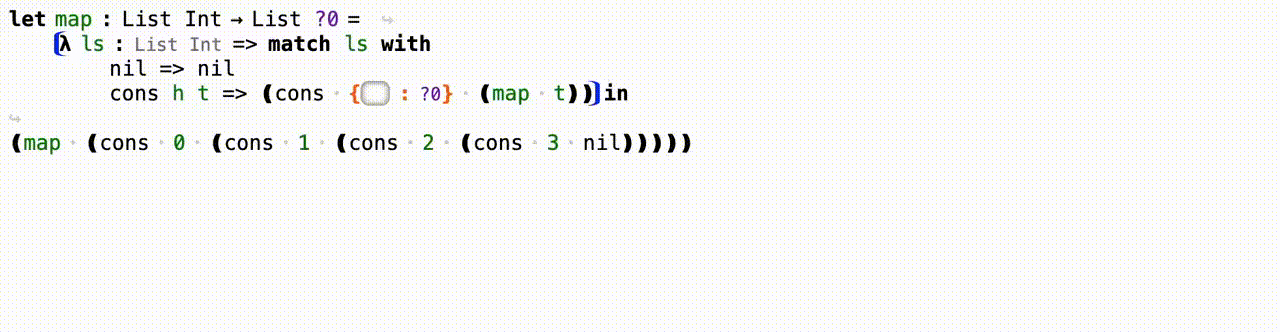 let map : List Int → List ?0 = ↪
(λ ls : List Int => match ls with
nil => nil
cons h t => (cons · { : ?0} · (map · t))) in
↪
(map · (cons · 0 · (cons · 1 · (cons · 2 · (cons · 3 · nil)))))